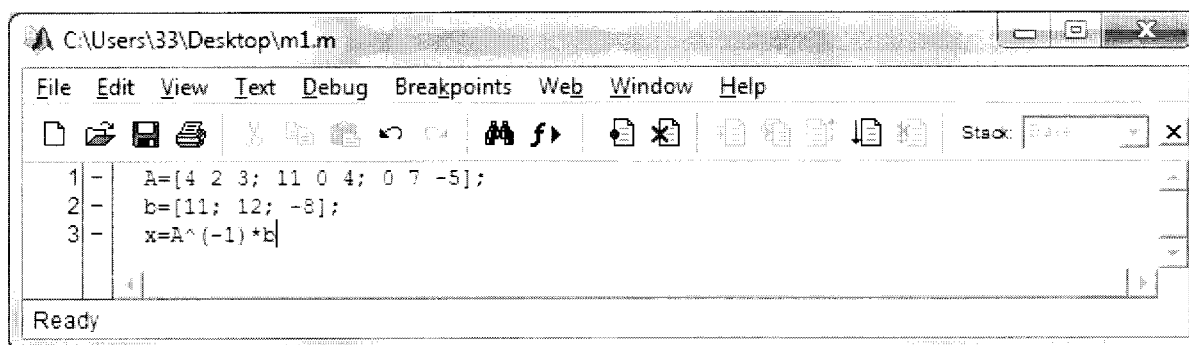 C:\Users\33\Desktop\m1.m
File Edit View Text Debug Breakpoints Web Window Help
Stack:
1 - A=[4 2 3; 11 0 4; 0 7 -5];
2 - b=[11; 12; -8];
3 - x=A^(-1)*b
Ready